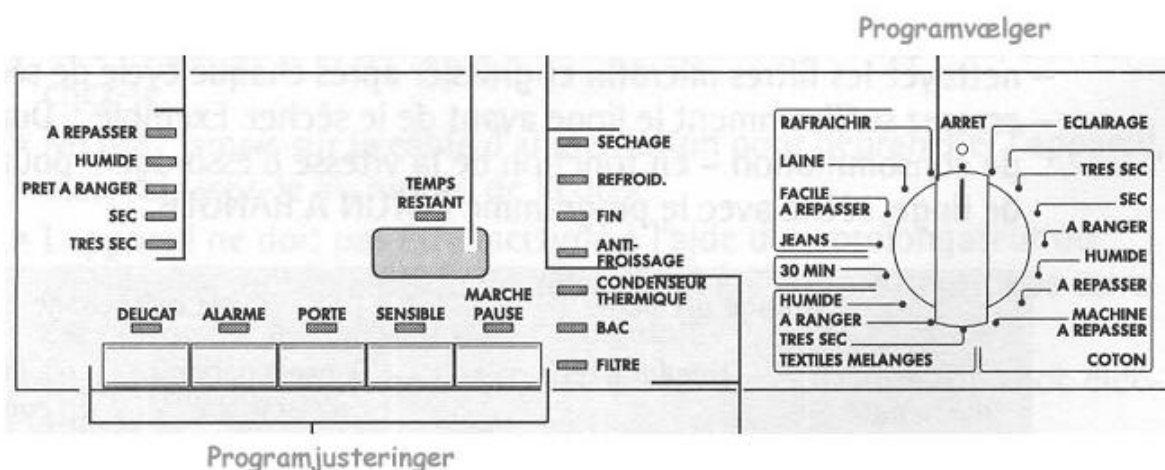 Programvælger
A REPASSER
HUMIDE
PRET A RANGER
SEC
TRES SEC
TEMPS
RESTANT
SECHAGE
REFROID.
FIN
ANTI-
FROISSAGE
CONDENSEUR
THERMIQUE
BAC
FILTRE
DELICAT
ALARME
PORTE
SENSIBLE
MARCHE
PAUSE
RAFRAICHIR
ARRET
ECLAIRAGE
LAINE
FACILE
A REPASSER
JEANS
30 MIN
HUMIDE
A RANGER
TRES SEC
TEXTILES MELANGES
TRES SEC
SEC
A RANGER
HUMIDE
A REPASSER
MACHINE
A REPASSER
COTON
Programjusteringer